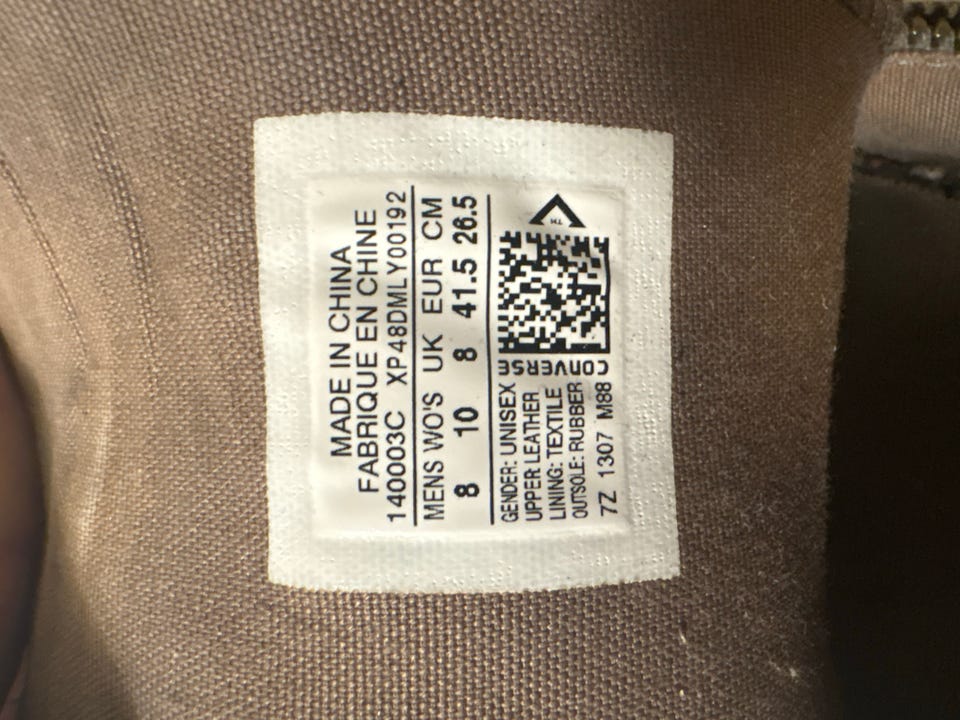 MADE IN CHINA
FABRIQUE EN CHINE
140003C XP48DMLY00192
MENS WO'S UK EUR CM
8 10 8 41.5 26.5
GENDER: UNISEX
UPPER: LEATHER
LINING: TEXTILE
OUTSOLE: RUBBER
7Z 1307 M88
CONVERSE